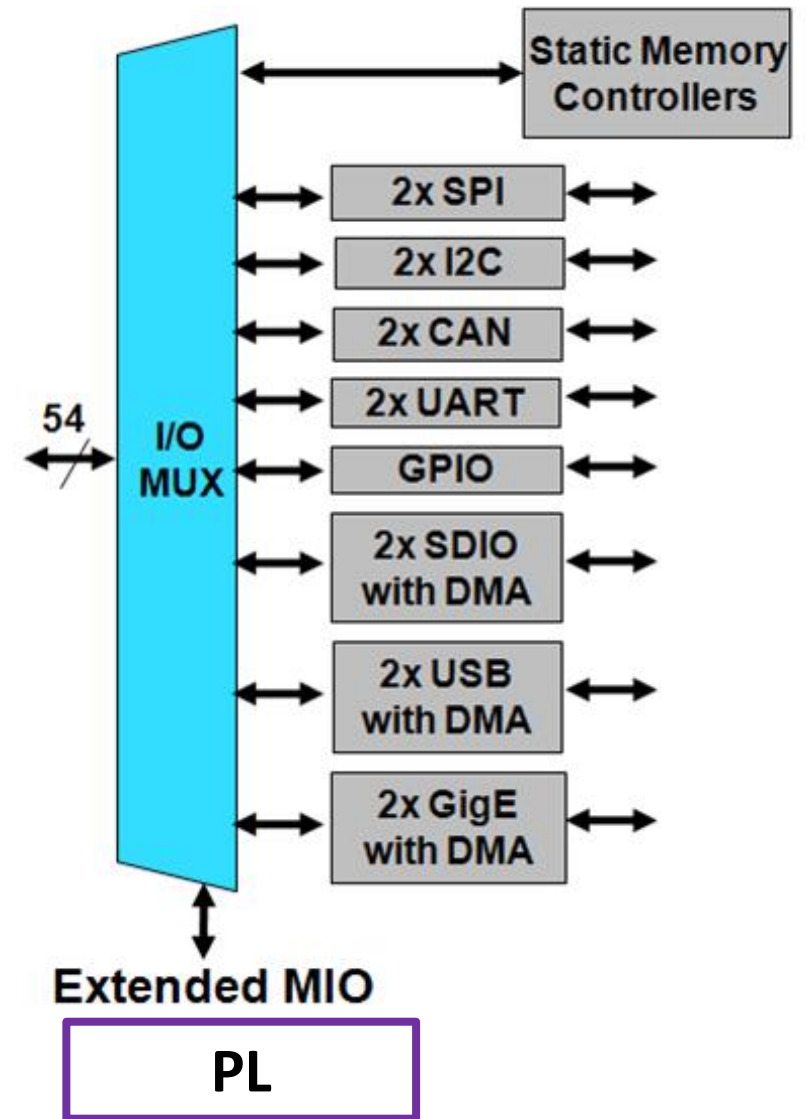 Static Memory
Controllers
2x SPI
2x I2C
2x CAN
2x UART
54
I/O
MUX
GPIO
2x SDIO
with DMA
2x USB
with DMA
2x GigE
with DMA
Extended MIO
PL